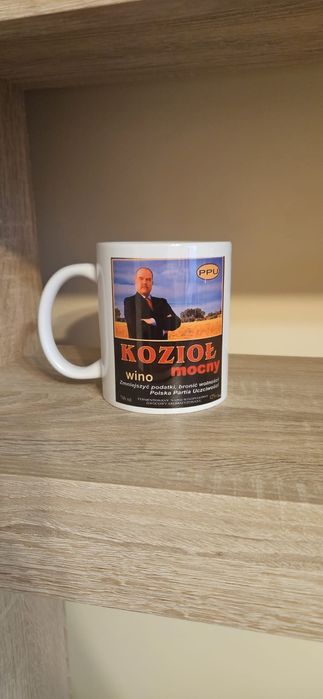 PPU
KOZIOŁ
wino mocny
Zmniejszyć podatki, bronić wolności
Polska Partia Uczciwości